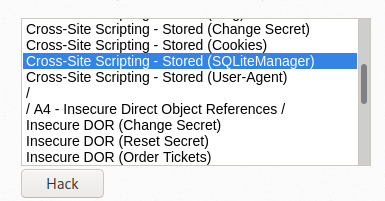 Cross-Site Scripting - Stored (Change Secret)
Cross-Site Scripting - Stored (Cookies)
Cross-Site Scripting - Stored (SQLiteManager)
Cross-Site Scripting - Stored (User-Agent)
/
/ A4 - Insecure Direct Object References /
Insecure DOR (Change Secret)
Insecure DOR (Reset Secret)
Insecure DOR (Order Tickets)
Hack